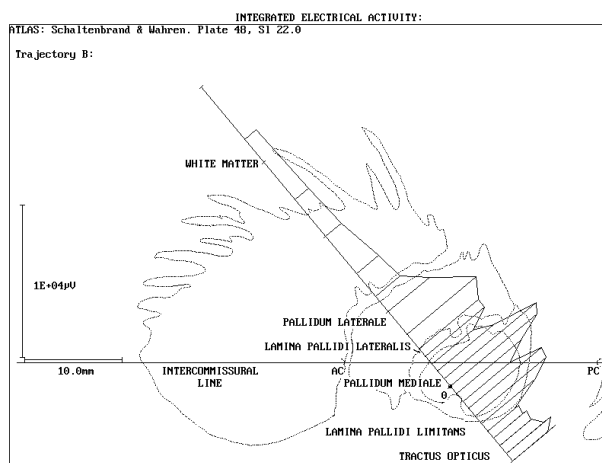 INTEGRATED ELECTRICAL ACTIVITY:
ATLAS: Schaltenbrand & Wahren. Plate 48, Sl 22.0
Trajectory B:
WHITE MATTER
1E+04µV
PALLIDUM LATERALE
LAMINA PALLIDI LATERALIS
10.0mm
INTERCOMMISSURAL
LINE
AC
PC
PALLIDUM MEDIALE
0
LAMINA PALLIDI LIMITANS
TRACTUS OPTICUS